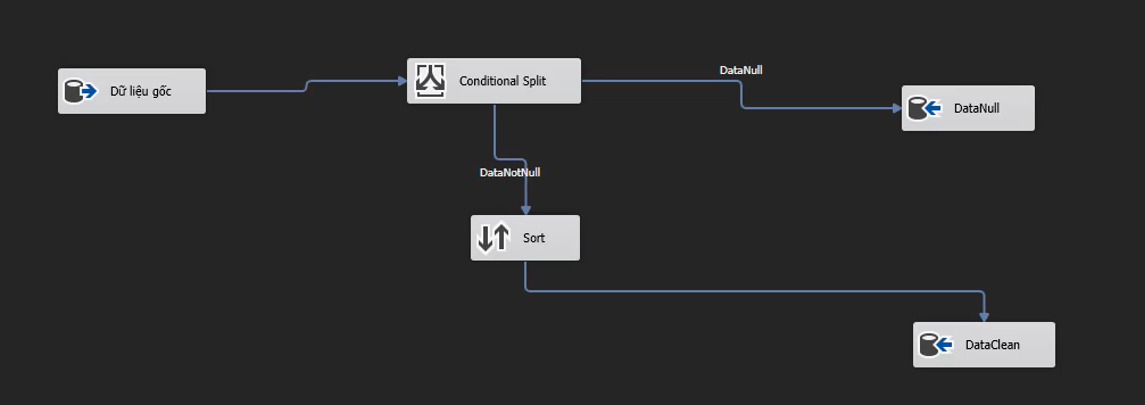 Dữ liệu gốc
Conditional Split
DataNull
DataNull
DataNotNull
Sort
DataClean